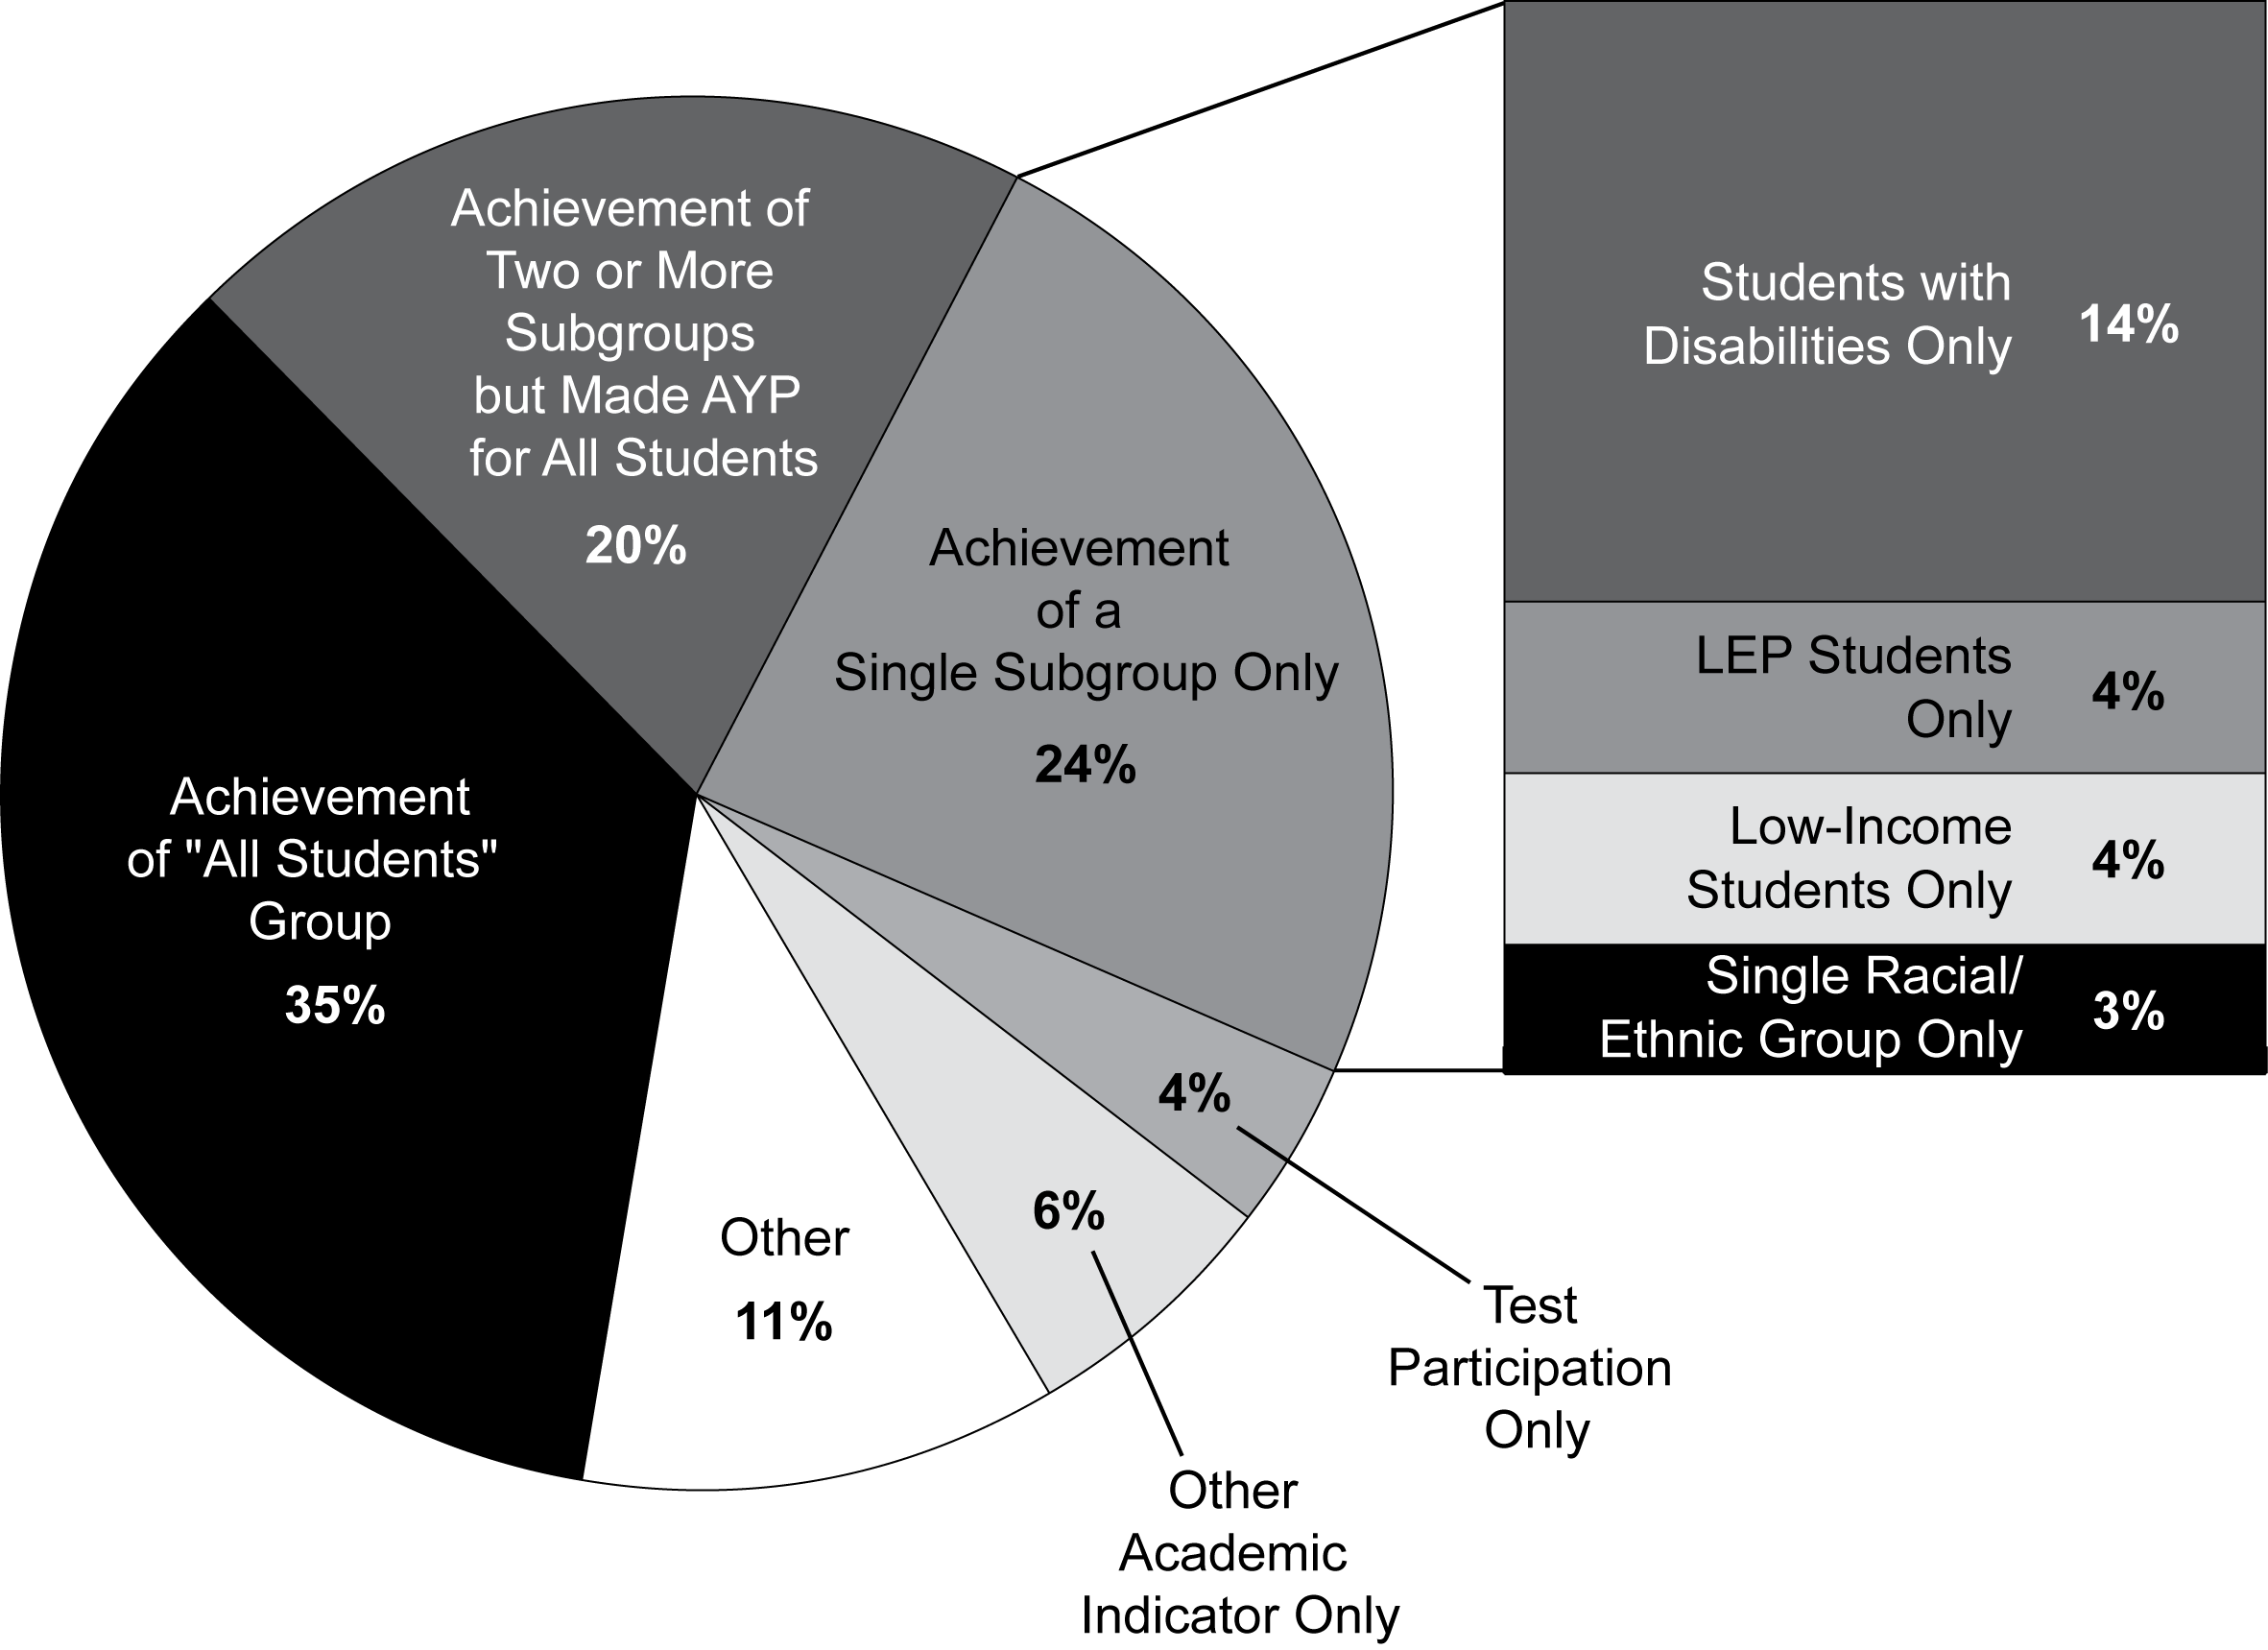 Achievement of
Two or More
Subgroups
but Made AYP
for All Students
20%
Achievement
of a
Single Subgroup Only
24%
Students with
Disabilities Only
14%
LEP Students
Only
4%
Low-Income
Students Only
4%
Single Racial/
Ethnic Group Only
3%
Achievement
of "All Students"
Group
35%
Other
11%
6%
Other
Academic
Indicator Only
4%
Test
Participation
Only